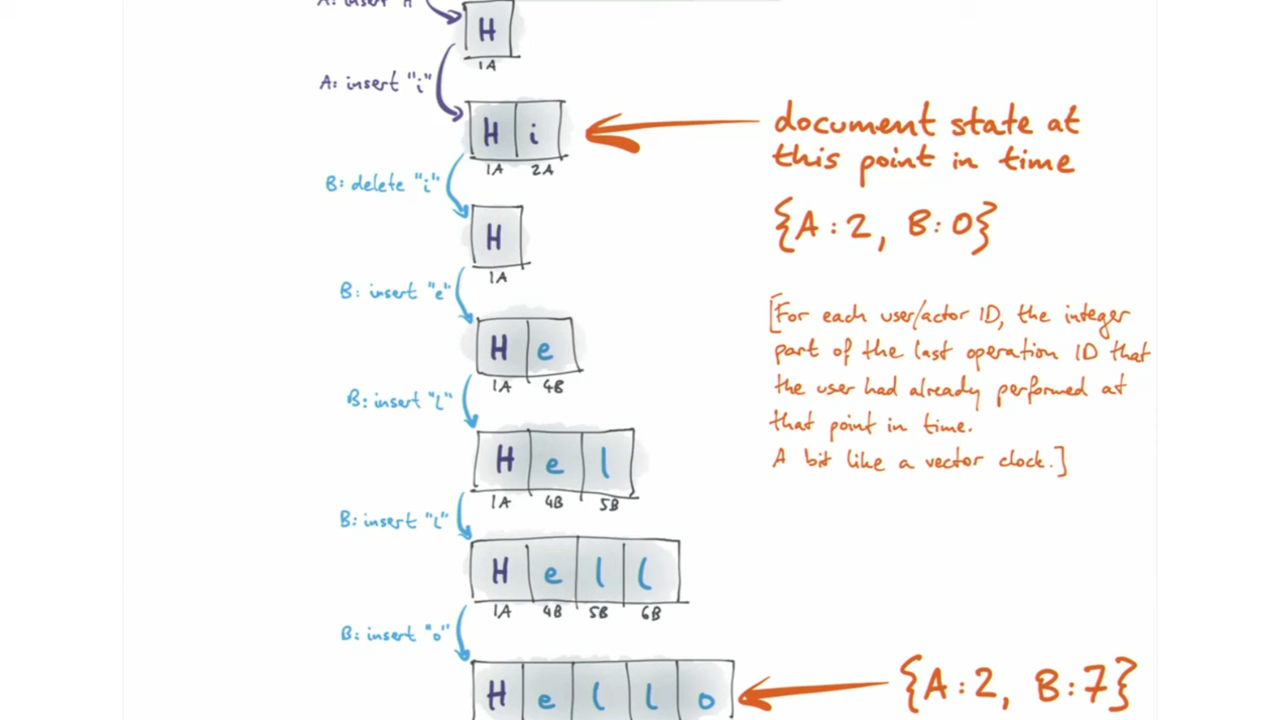 A: insert "H"
H
1A
A: insert "i"
H i
1A 2A
document state at
this point in time
{A:2, B:0}
B: delete "i"
H
1A
B: insert "e"
H e
1A 4B
[For each user/actor ID, the integer
part of the last operation ID that
the user had already performed at
that point in time.
A bit like a vector clock.]
B: insert "l"
H e l
1A 4B 5B
B: insert "l"
H e l l
1A 4B 5B 6B
B: insert "o"
H e l l o
{A:2, B:7}